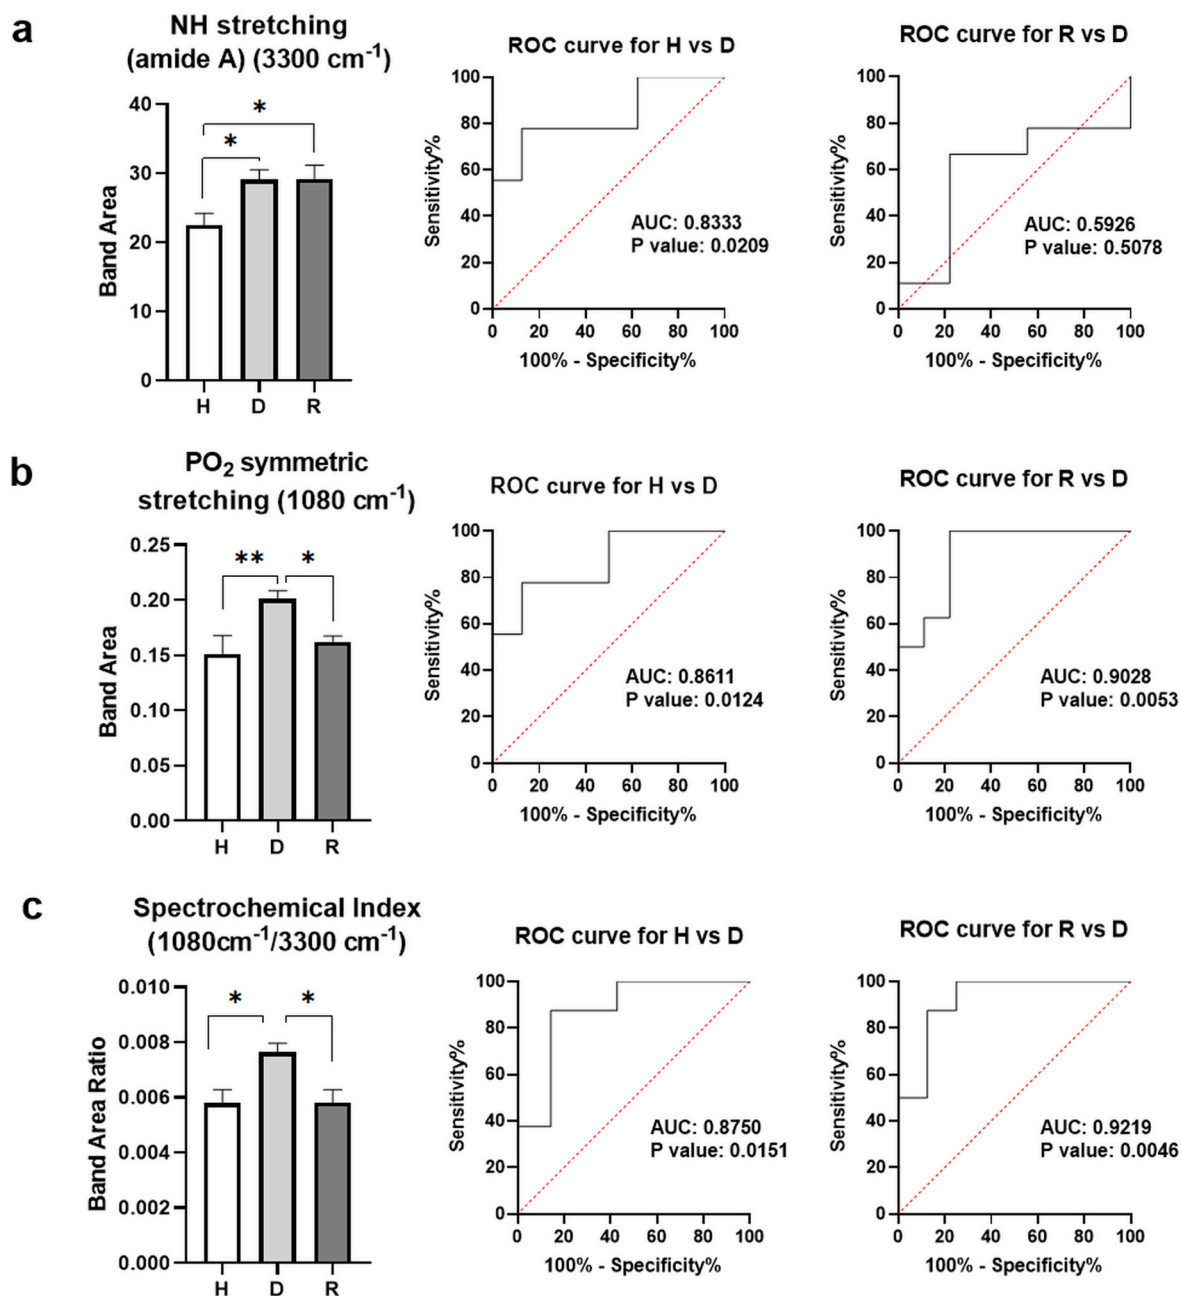 a
NH stretching
(amide A) (3300 cm⁻¹)
Band Area
40
30
20
10
0
*
*
H D R
ROC curve for H vs D
Sensitivity%
100
80
60
40
20
0
AUC: 0.8333
P value: 0.0209
0 20 40 60 80 100
100% - Specificity%
ROC curve for R vs D
Sensitivity%
100
80
60
40
20
0
AUC: 0.5926
P value: 0.5078
0 20 40 60 80 100
100% - Specificity%
b
PO₂ symmetric
stretching (1080 cm⁻¹)
Band Area
0.25
0.20
0.15
0.10
0.05
0.00
** *
H D R
ROC curve for H vs D
Sensitivity%
100
80
60
40
20
0
AUC: 0.8611
P value: 0.0124
0 20 40 60 80 100
100% - Specificity%
ROC curve for R vs D
Sensitivity%
100
80
60
40
20
0
AUC: 0.9028
P value: 0.0053
0 20 40 60 80 100
100% - Specificity%
c
Spectrochemical Index
(1080cm⁻¹/3300 cm⁻¹)
Band Area Ratio
0.010
0.008
0.006
0.004
0.002
0.000
* *
H D R
ROC curve for H vs D
Sensitivity%
100
80
60
40
20
0
AUC: 0.8750
P value: 0.0151
0 20 40 60 80 100
100% - Specificity%
ROC curve for R vs D
Sensitivity%
100
80
60
40
20
0
AUC: 0.9219
P value: 0.0046
0 20 40 60 80 100
100% - Specificity%